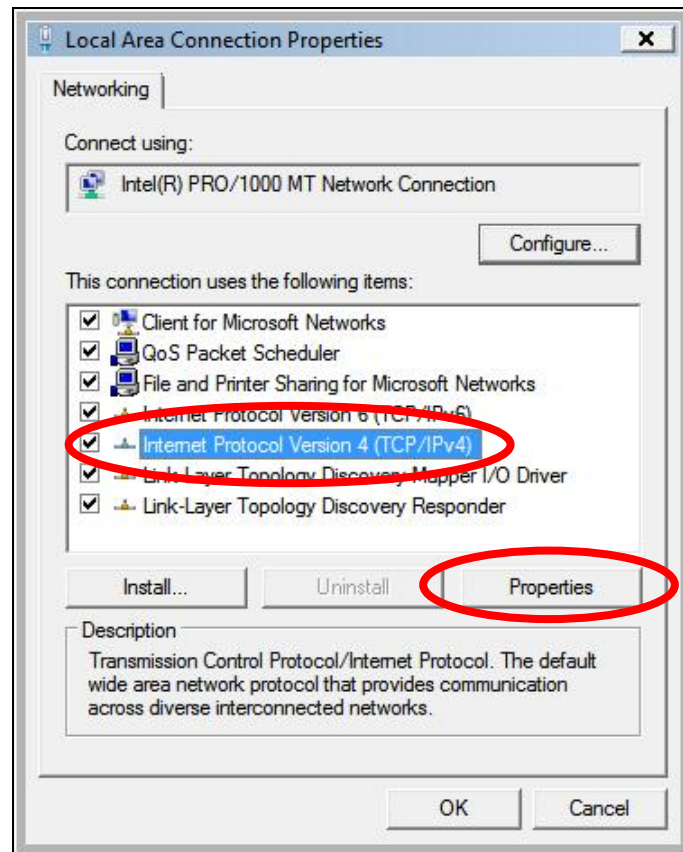 Local Area Connection Properties
Networking
Connect using:
Intel(R) PRO/1000 MT Network Connection
Configure...
This connection uses the following items:
Client for Microsoft Networks
QoS Packet Scheduler
File and Printer Sharing for Microsoft Networks
Internet Protocol Version 6 (TCP/IPv6)
Internet Protocol Version 4 (TCP/IPv4)
Link-Layer Topology Discovery Mapper I/O Driver
Link-Layer Topology Discovery Responder
Install...
Uninstall
Properties
Description
Transmission Control Protocol/Internet Protocol. The default
wide area network protocol that provides communication
across diverse interconnected networks.
OK
Cancel